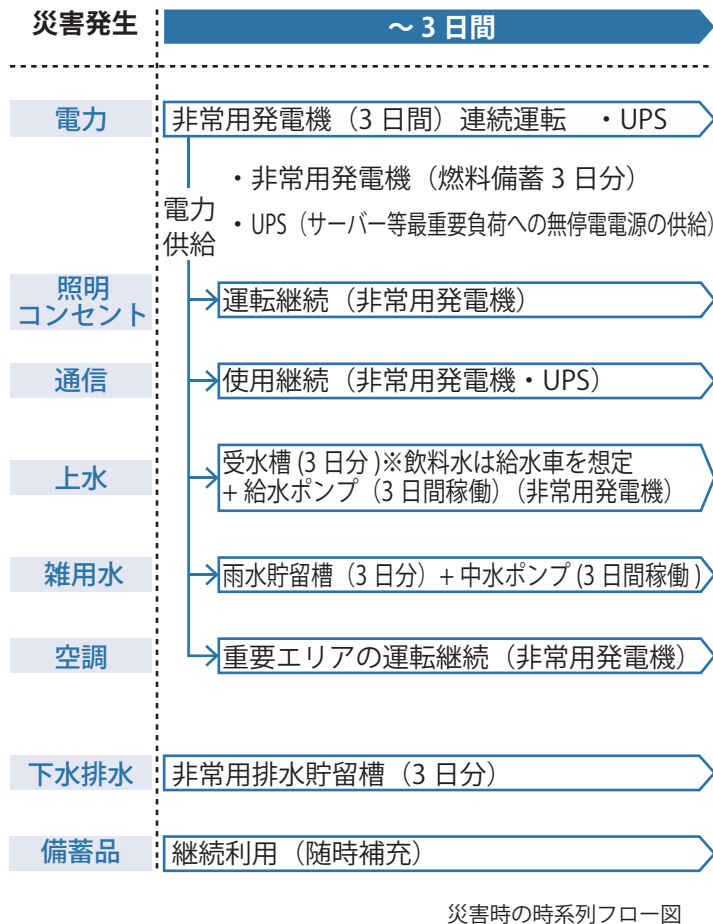 災害発生
～3日間
電力
非常用発電機（3日間）連続運転　・UPS
・非常用発電機（燃料備蓄3日分）
電力
供給
・UPS（サーバー等最重要負荷への無停電電源の供給）
照明
コンセント
運転継続（非常用発電機）
通信
使用継続（非常用発電機・UPS）
上水
受水槽(3日分)※飲料水は給水車を想定
+給水ポンプ（3日間稼働）（非常用発電機）
雑用水
雨水貯留槽（3日分）+中水ポンプ(3日間稼働)
空調
重要エリアの運転継続（非常用発電機）
下水排水
非常用排水貯留槽（3日分）
備蓄品
継続利用（随時補充）
災害時の時系列フロー図